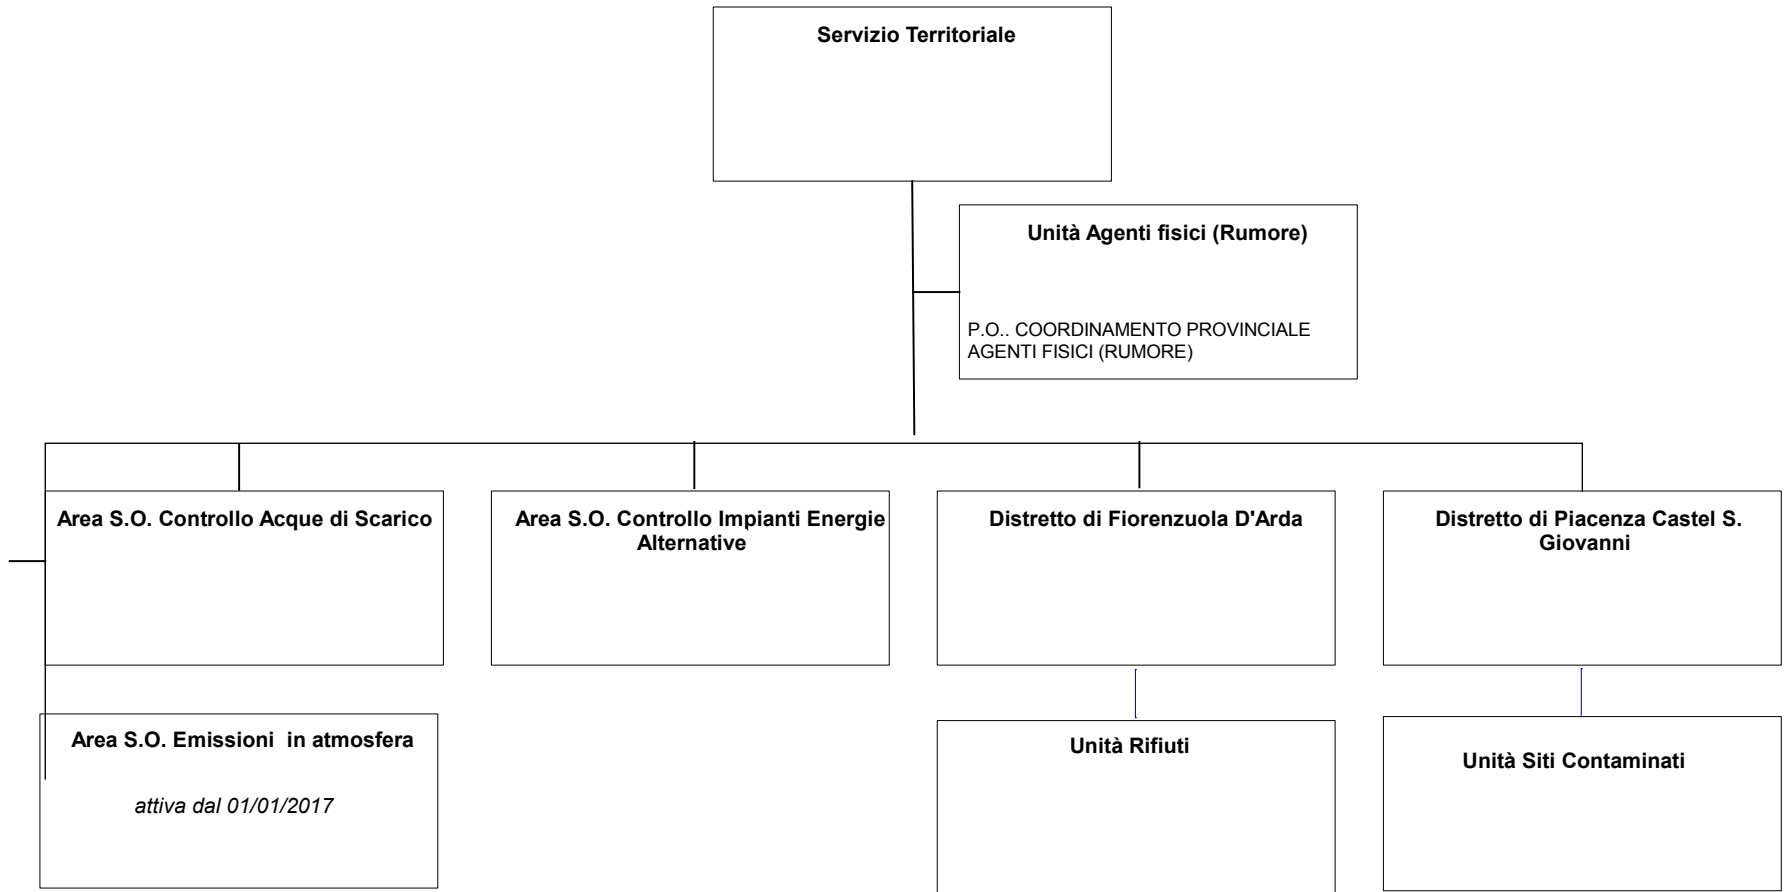 Servizio Territoriale
Unità Agenti fisici (Rumore)
P.O.. COORDINAMENTO PROVINCIALE
AGENTI FISICI (RUMORE)
Area S.O. Controllo Acque di Scarico
Area S.O. Controllo Impianti Energie
Alternative
Distretto di Fiorenzuola D'Arda
Distretto di Piacenza Castel S.
Giovanni
Area S.O. Emissioni in atmosfera
attiva dal 01/01/2017
Unità Rifiuti
Unità Siti Contaminati